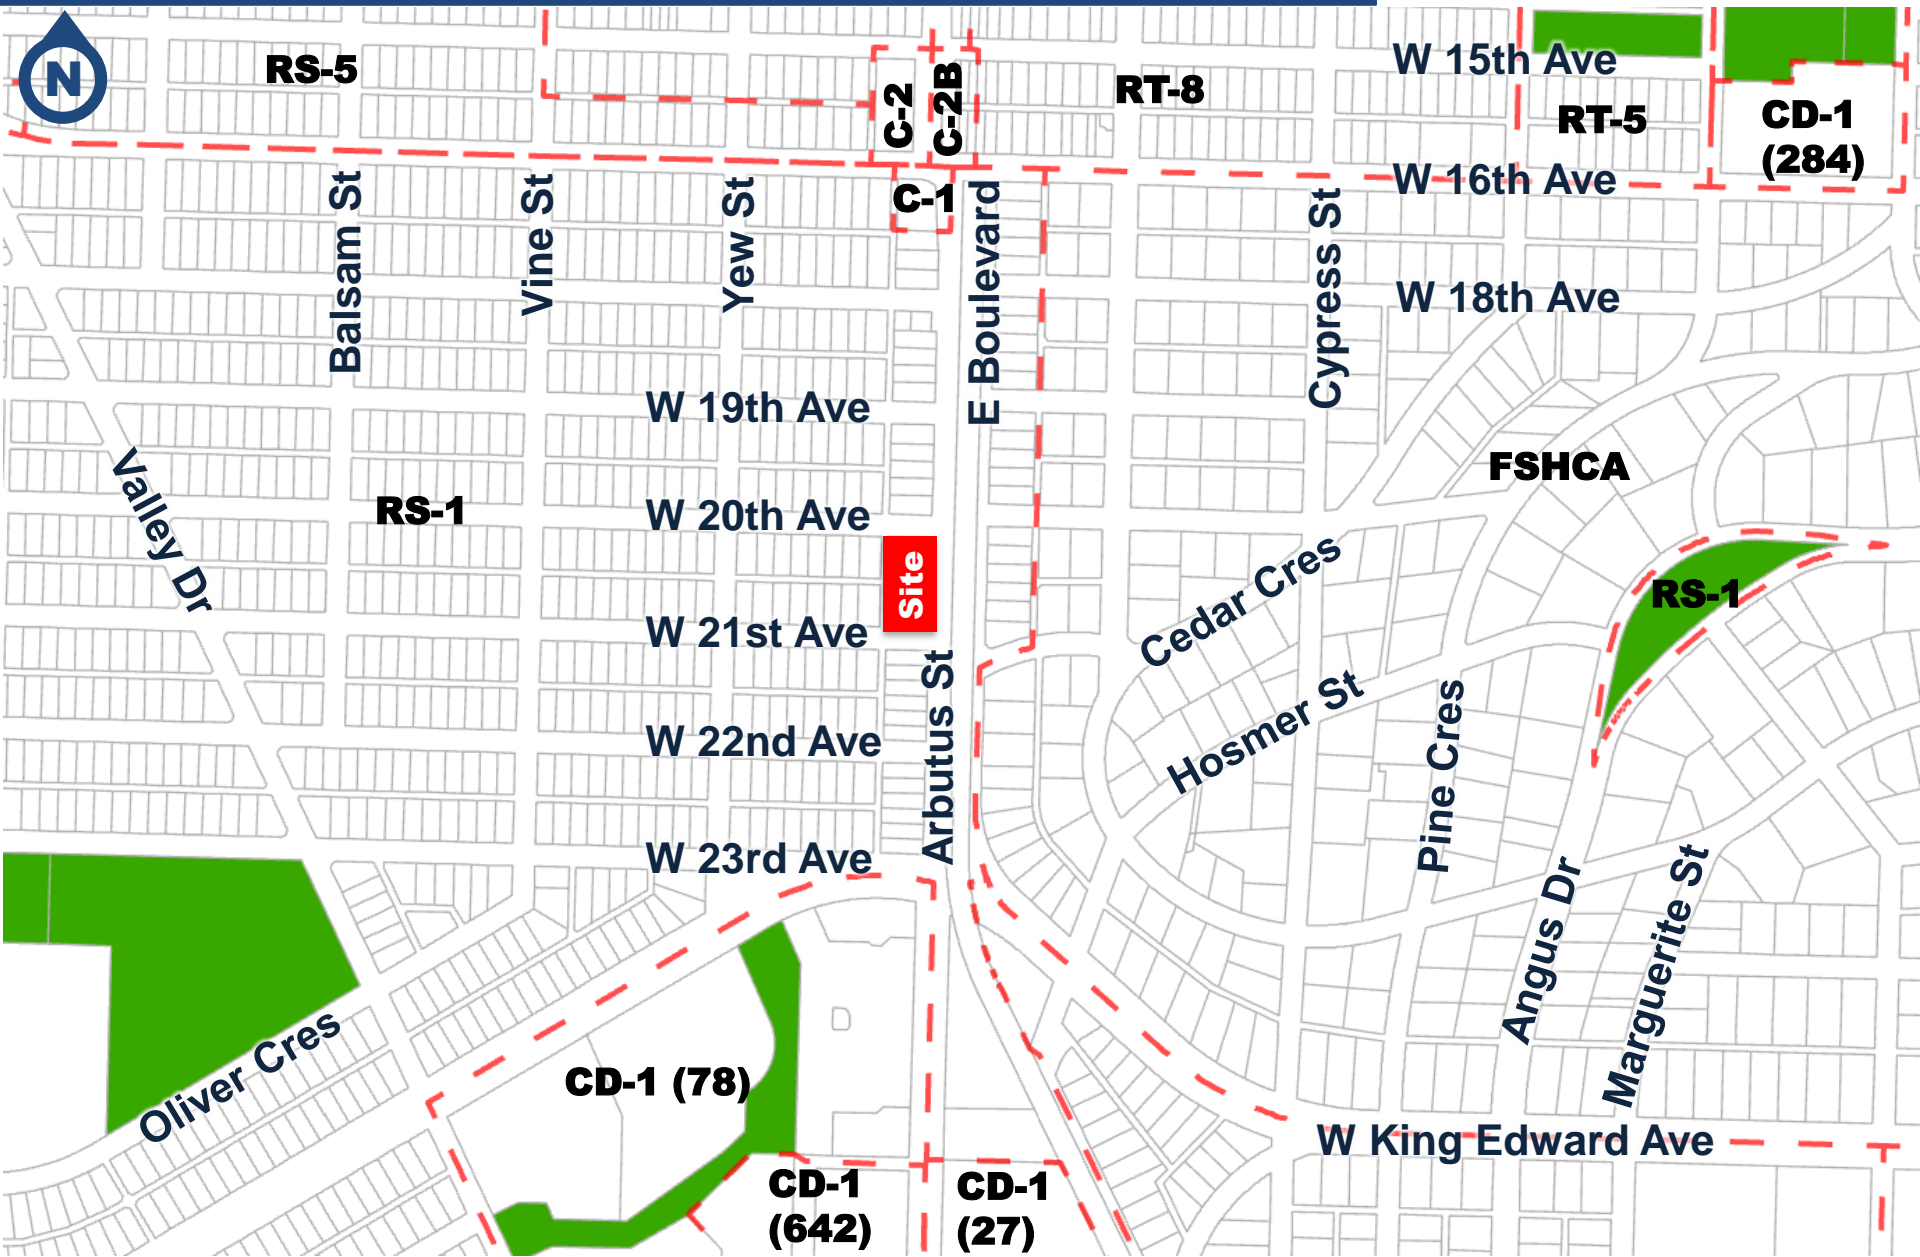 N
RS-5
C-2
C-2B
RT-8
W 15th Ave
RT-5
CD-1
(284)
W 16th Ave
C-1
Balsam St
Vine St
Yew St
E Boulevard
Cypress St
W 18th Ave
W 19th Ave
Valley Dr
RS-1
W 20th Ave
FSHCA
Site
Cedar Cres
RS-1
W 21st Ave
Arbutus St
Hosmer St
Pine Cres
W 22nd Ave
W 23rd Ave
Angus Dr
Marguerite St
Oliver Cres
CD-1 (78)
W King Edward Ave
CD-1
(642)
CD-1
(27)